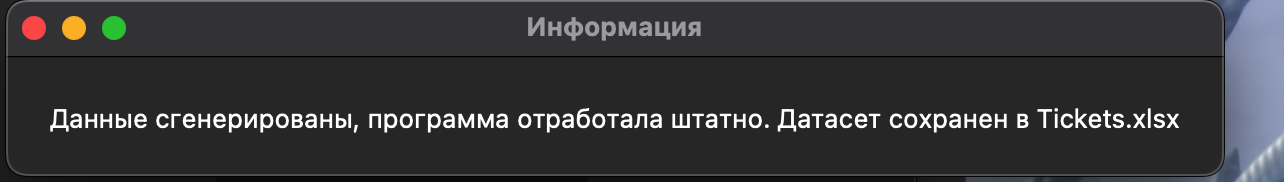 Информация
Данные сгенерированы, программа отработала штатно. Датасет сохранен в Tickets.xlsx